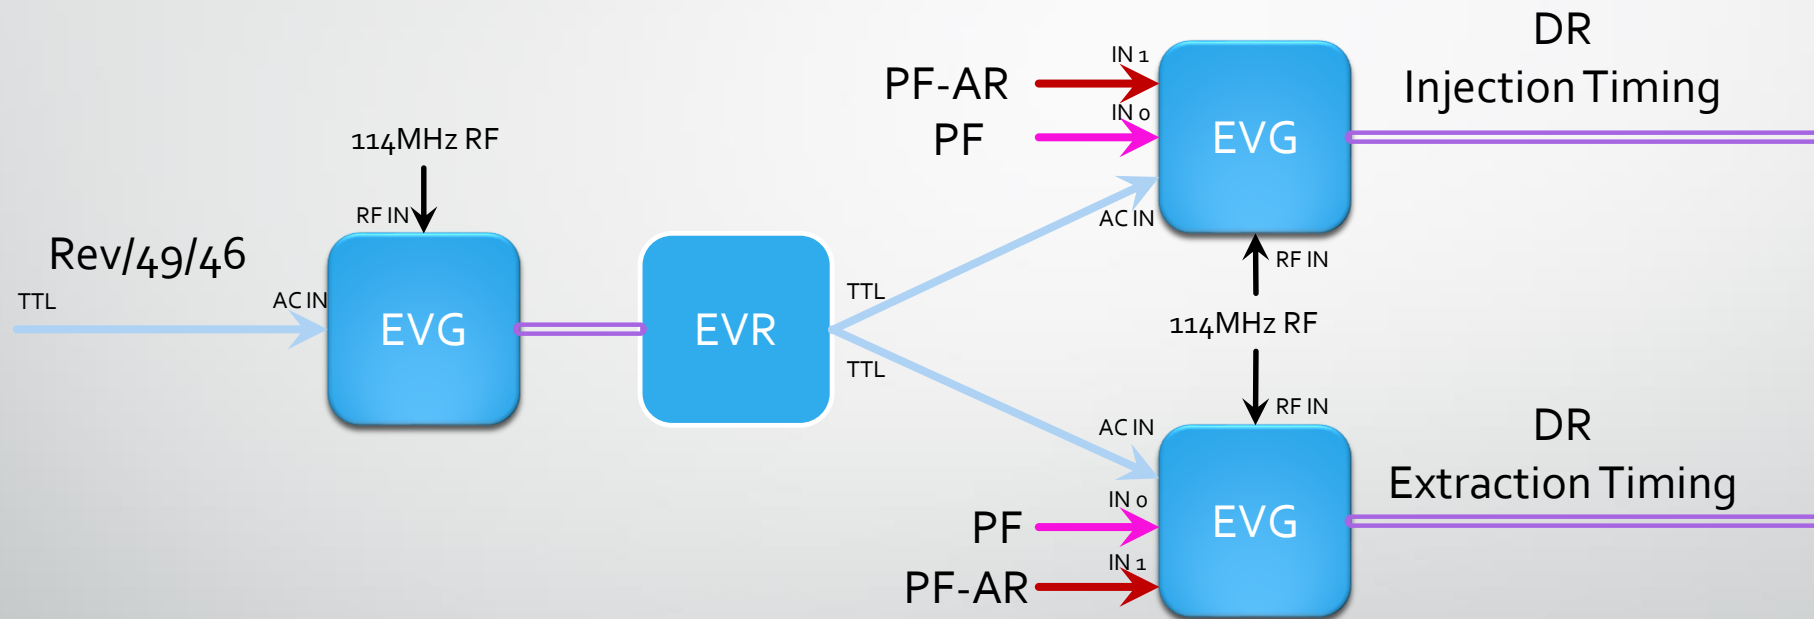 DR
Injection Timing
IN 1
PF-AR
IN 0
PF
EVG
114MHz RF
RF IN
AC IN
RF IN
Rev/49/46
TTL
AC IN
EVG
EVR
TTL
TTL
114MHz RF
RF IN
AC IN
DR
Extraction Timing
IN 0
PF
EVG
IN 1
PF-AR